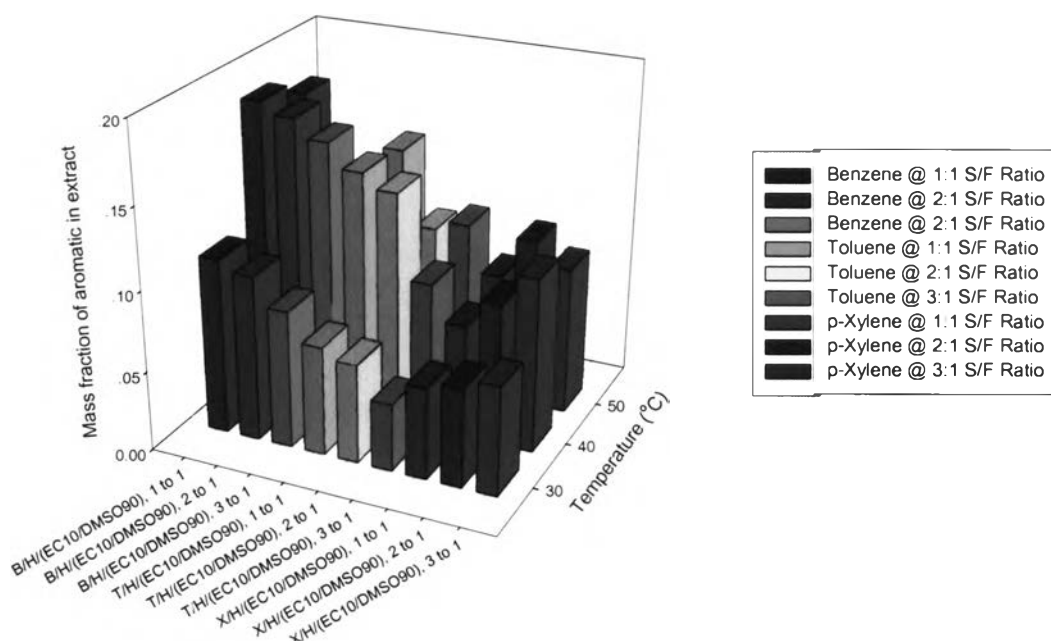 Mass fraction of aromatic in extract
.20
.15
.10
.05
0.00
B/H/(EC10/DMSO90), 1 to 1
B/H/(EC10/DMSO90), 2 to 1
B/H/(EC10/DMSO90), 3 to 1
T/H/(EC10/DMSO90), 1 to 1
T/H/(EC10/DMSO90), 2 to 1
T/H/(EC10/DMSO90), 3 to 1
X/H/(EC10/DMSO90), 1 to 1
X/H/(EC10/DMSO90), 2 to 1
X/H/(EC10/DMSO90), 3 to 1
30
40
50
Temperature (°C)
Benzene @ 1:1 S/F Ratio
Benzene @ 2:1 S/F Ratio
Benzene @ 2:1 S/F Ratio
Toluene @ 1:1 S/F Ratio
Toluene @ 2:1 S/F Ratio
Toluene @ 3:1 S/F Ratio
p-Xylene @ 1:1 S/F Ratio
p-Xylene @ 2:1 S/F Ratio
p-Xylene @ 3:1 S/F Ratio